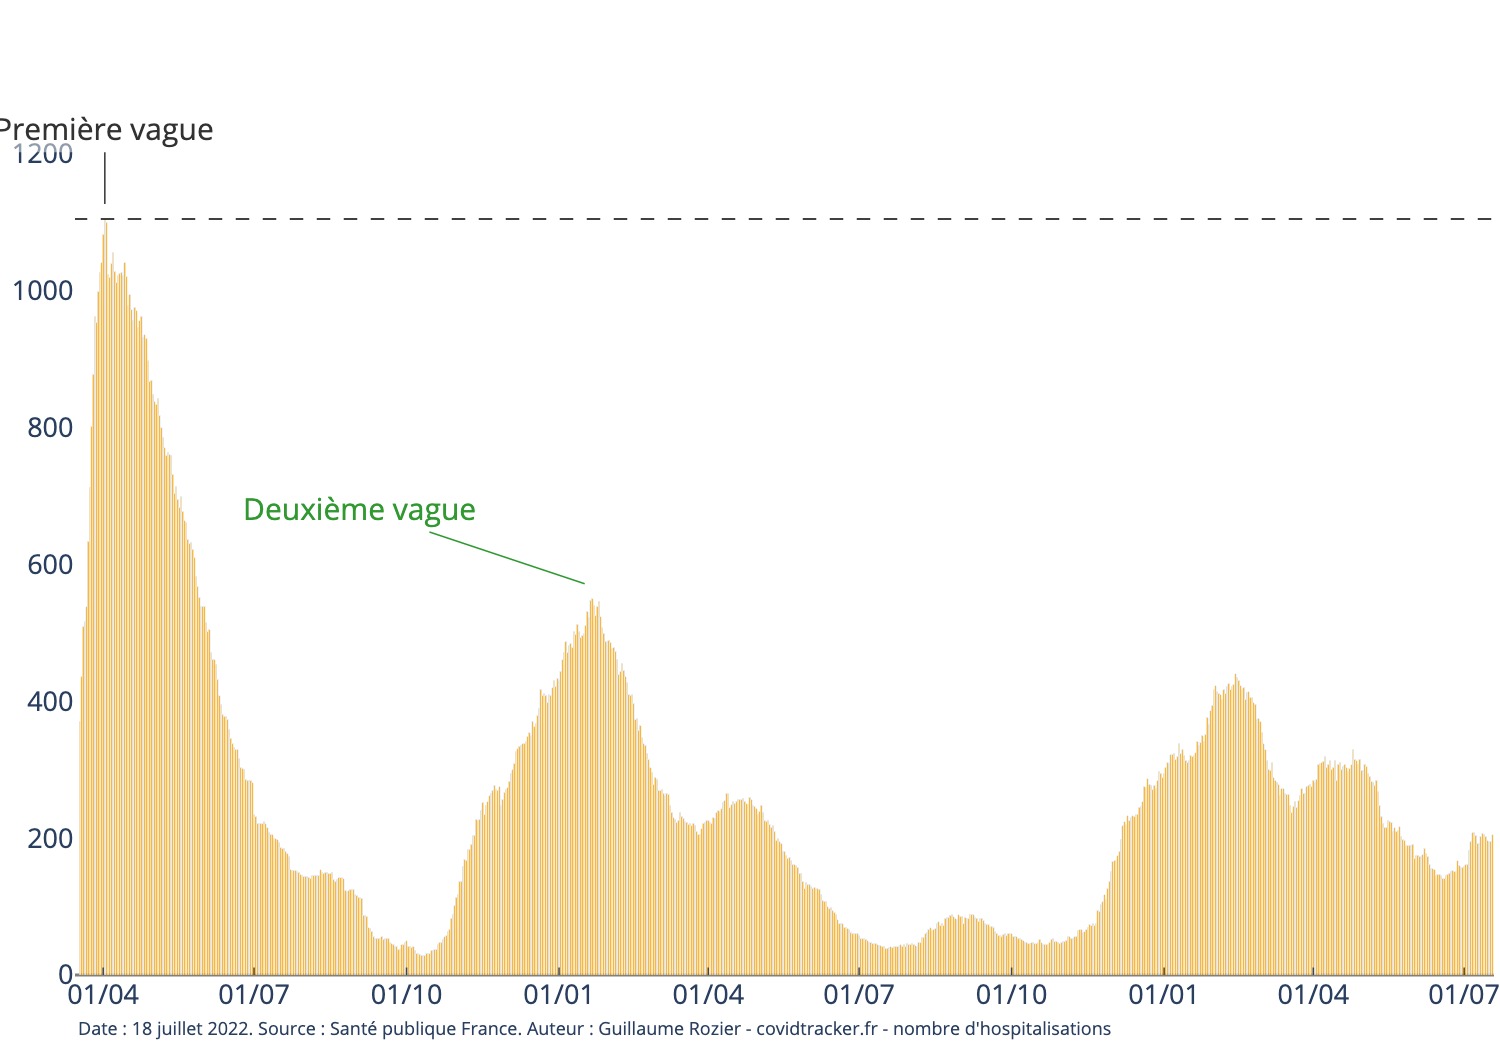 Première vague
1200
1000
800
Deuxième vague
600
400
200
0
01/04 01/07 01/10 01/01 01/04 01/07 01/10 01/01 01/04 01/07
Date : 18 juillet 2022. Source : Santé publique France. Auteur : Guillaume Rozier - covidtracker.fr - nombre d'hospitalisations